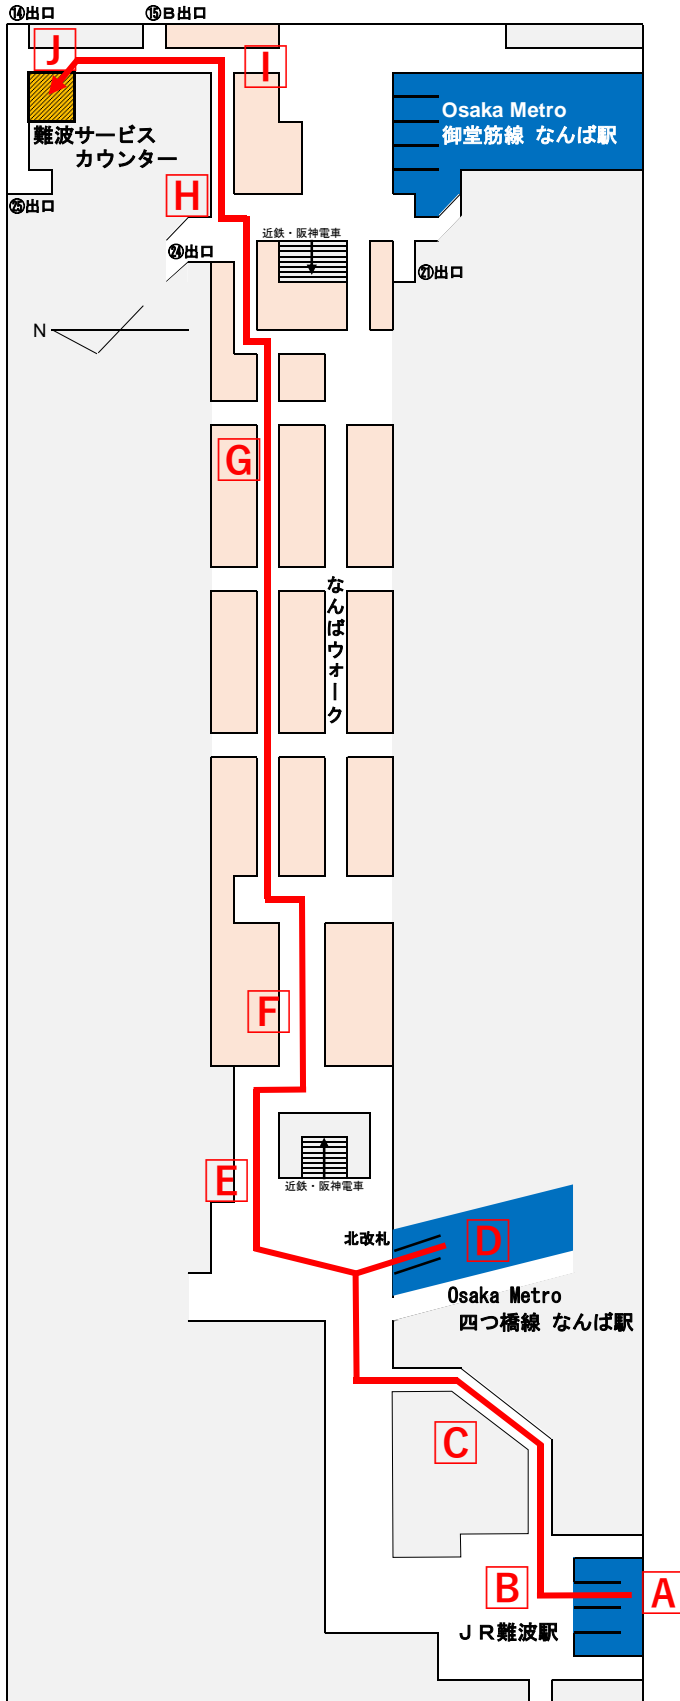 ⑭出口
⑮B出口
J
I
Osaka Metro
御堂筋線 なんば駅
難波サービス
カウンター
H
㉕出口
近鉄・阪神電車
㉔出口
㉑出口
N
G
なんばウォーク
F
E
近鉄・阪神電車
北改札
D
Osaka Metro
四つ橋線 なんば駅
C
B
A
JR難波駅